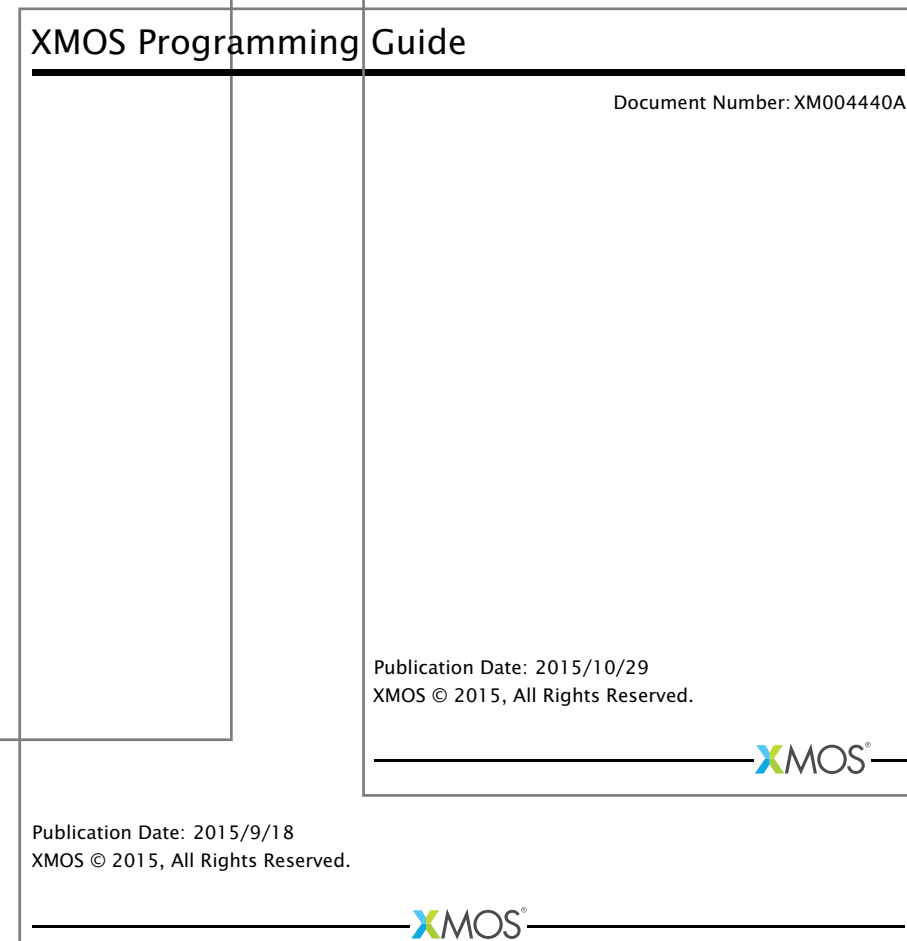 XMOS Programming Guide
Document Number: XM004440A
Publication Date: 2015/10/29
XMOS © 2015, All Rights Reserved.
XMOS®
Publication Date: 2015/9/18
XMOS © 2015, All Rights Reserved.
XMOS®